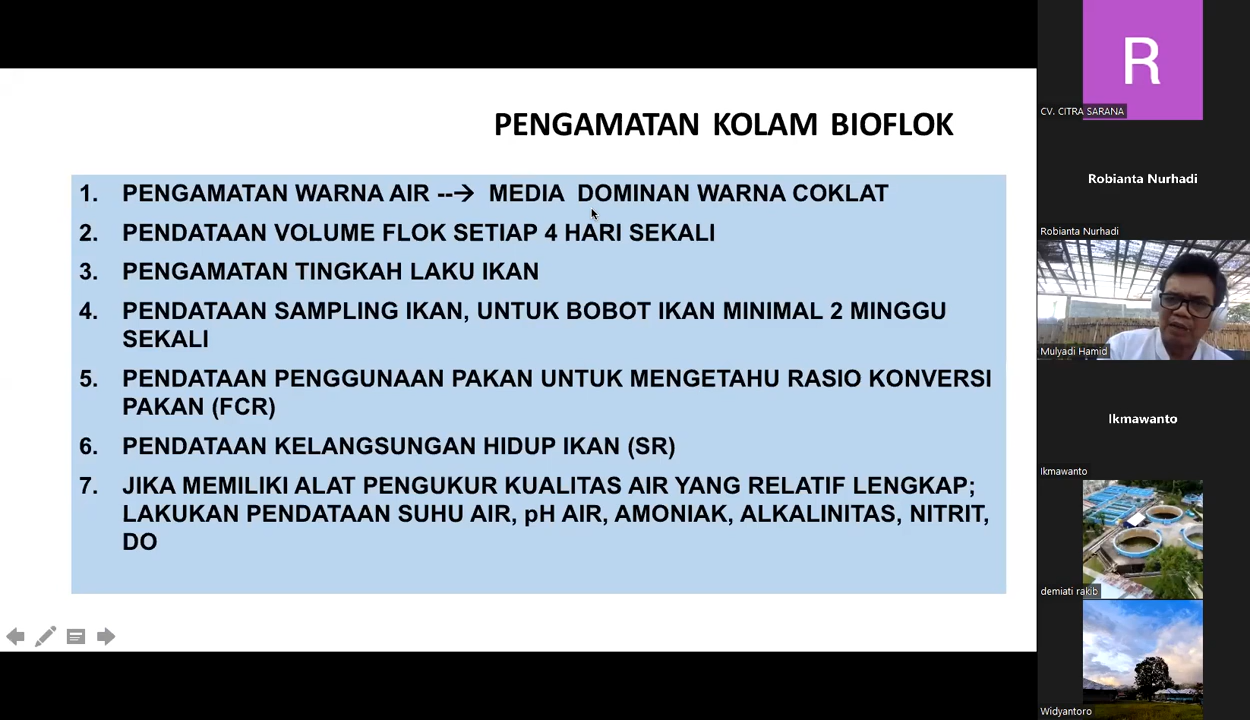 PENGAMATAN KOLAM BIOFLOK
1. PENGAMATAN WARNA AIR --→ MEDIA DOMINAN WARNA COKLAT
2. PENDATAAN VOLUME FLOK SETIAP 4 HARI SEKALI
3. PENGAMATAN TINGKAH LAKU IKAN
4. PENDATAAN SAMPLING IKAN, UNTUK BOBOT IKAN MINIMAL 2 MINGGU
SEKALI
5. PENDATAAN PENGGUNAAN PAKAN UNTUK MENGETAHU RASIO KONVERSI
PAKAN (FCR)
6. PENDATAAN KELANGSUNGAN HIDUP IKAN (SR)
7. JIKA MEMILIKI ALAT PENGUKUR KUALITAS AIR YANG RELATIF LENGKAP;
LAKUKAN PENDATAAN SUHU AIR, pH AIR, AMONIAK, ALKALINITAS, NITRIT,
DO
R
CV. CITRA SARANA
Robianta Nurhadi
Robianta Nurhadi
Mulyadi Hamid
Ikmawanto
Ikmawanto
demiati rakib
Widyantoro